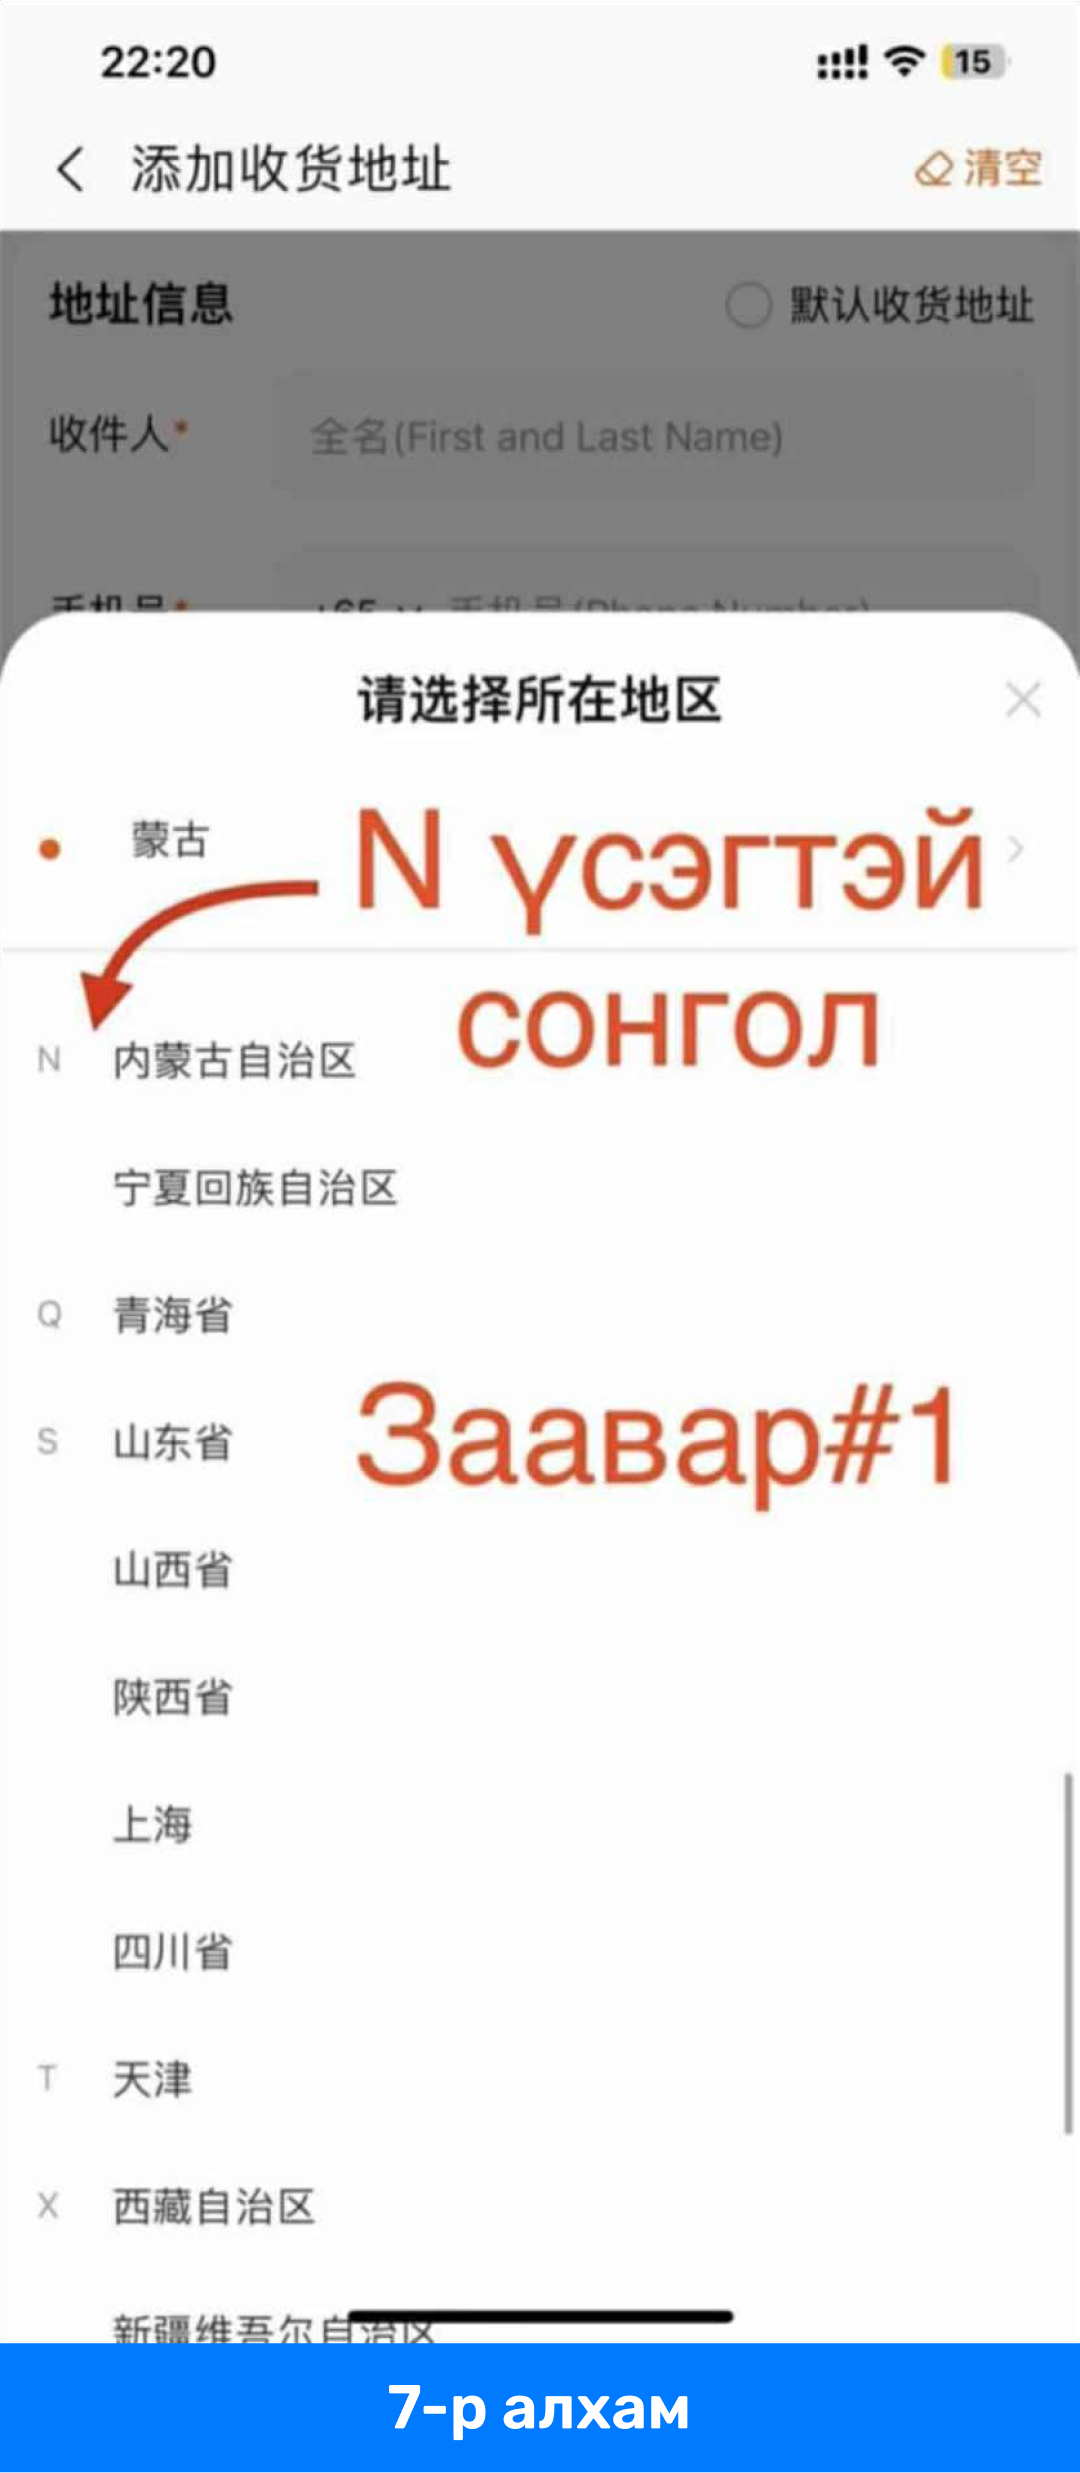 22:20
15
添加收货地址
清空
地址信息
默认收货地址
收件人*
全名(First and Last Name)
手机号* +65 手机号(Phone Number)
请选择所在地区
蒙古
N үсэгтэй
сонгол
N 内蒙古自治区
宁夏回族自治区
Q 青海省
S 山东省
Заавар#1
山西省
陕西省
上海
四川省
T 天津
X 西藏自治区
新疆维吾尔自治区
7-р алхам